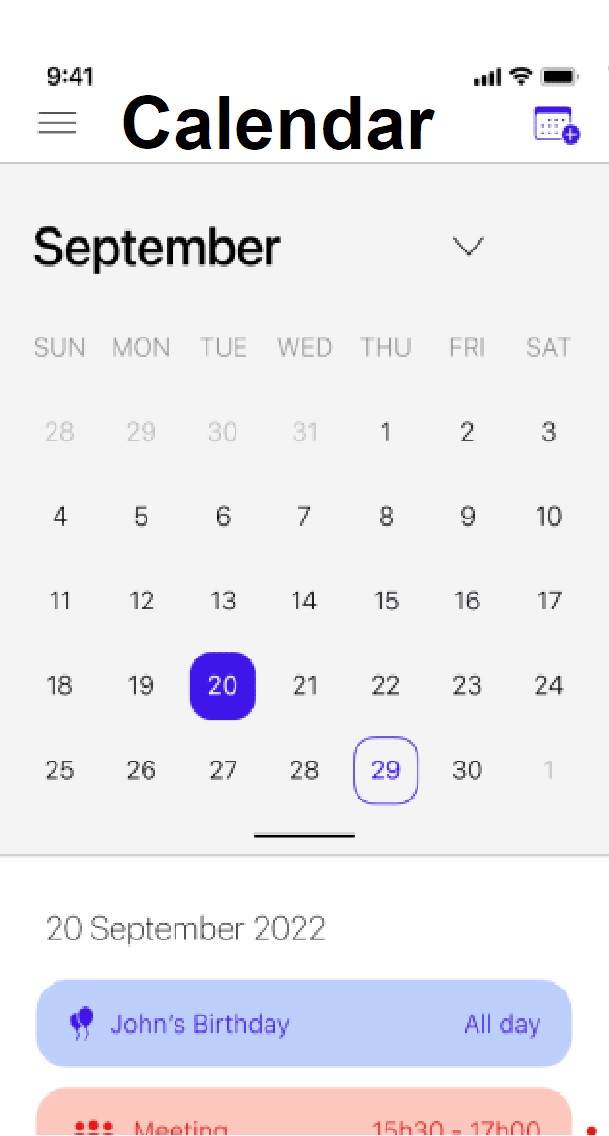 9:41
Calendar
September
SUN MON TUE WED THU FRI SAT
28 29 30 31 1 2 3
4 5 6 7 8 9 10
11 12 13 14 15 16 17
18 19 20 21 22 23 24
25 26 27 28 29 30 1
20 September 2022
John's Birthday All day
Meeting 15h30 - 17h00